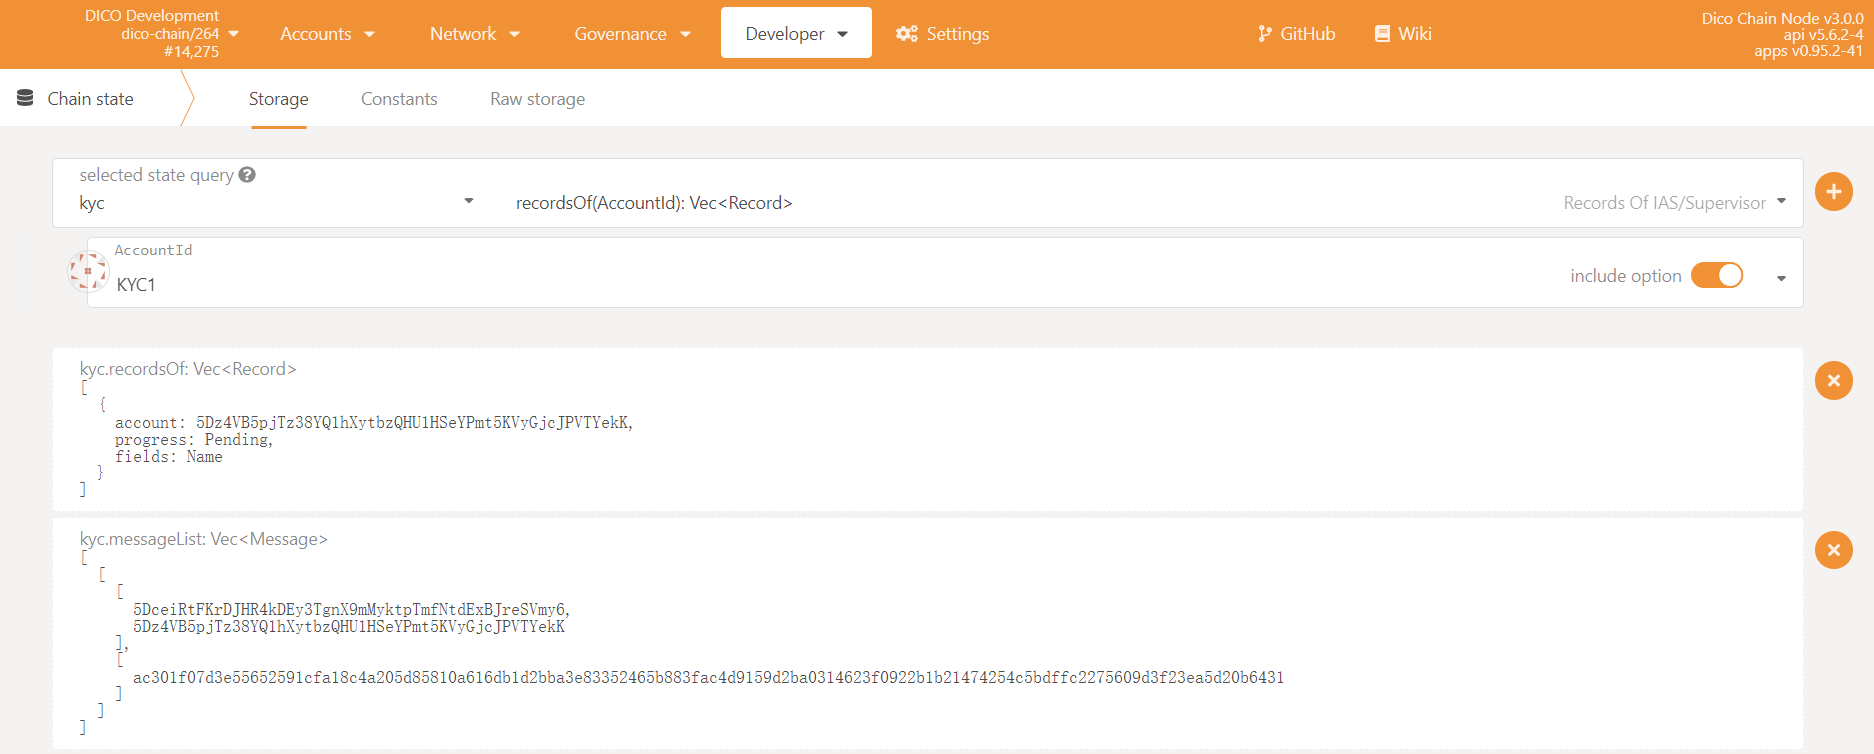 DICO Development
dico-chain/264
#14,275
Accounts
Network
Governance
Developer
Settings
GitHub
Wiki
Dico Chain Node v3.0.0
api v5.6.2-4
apps v0.95.2-41
Chain state
Storage
Constants
Raw storage
selected state query
kyc
recordsOf(AccountId): Vec<Record>
Records Of IAS/Supervisor
AccountId
KYC1
include option
kyc.recordsOf: Vec<Record>
[
{
account: 5Dz4VB5pjTz38YQ1hXytbzQHU1HSeYPmt5KVyGjcJPVTYekK,
progress: Pending,
fields: Name
}
]
kyc.messageList: Vec<Message>
[
[
[
5DceiRtFKrDJHR4kDEy3TgnX9mMyktpTmfNtdExBJreSVmy6,
5Dz4VB5pjTz38YQ1hXytbzQHU1HSeYPmt5KVyGjcJPVTYekK
],
[
ac301f07d3e55652591cfa18c4a205d85810a616db1d2bba3e83352465b883fac4d9159d2ba0314623f0922b1b21474254c5bdffc2275609d3f23ea5d20b6431
]
]
]